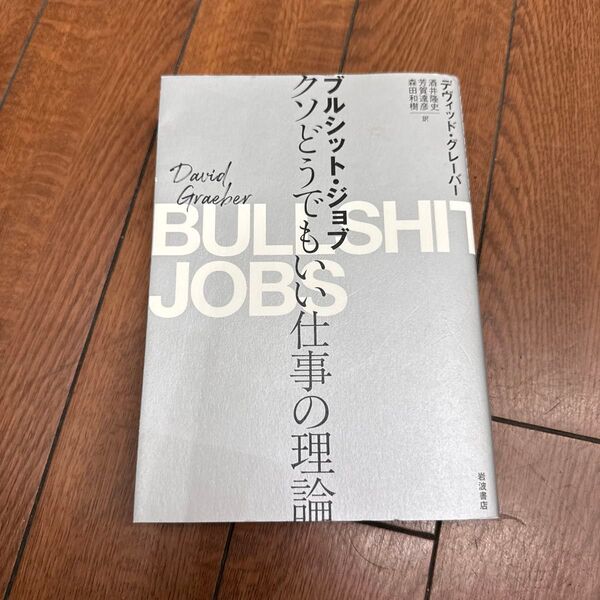 デヴィッド・グレーバー
酒井隆史
芳賀達彦
森田和樹
訳
ブルシット・ジョブ
クソどうでもいい仕事の理論
David
Graeber
BULLSHIT
JOBS
岩波書店